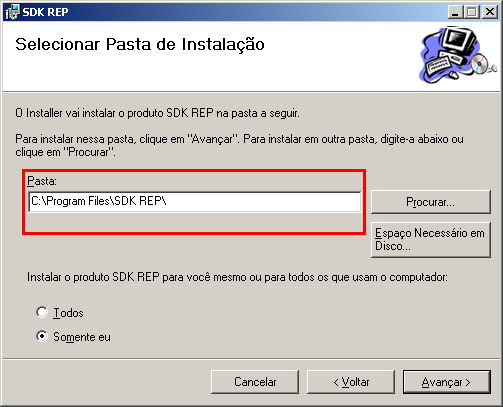 SDK REP
Selecionar Pasta de Instalação
O Installer vai instalar o produto SDK REP na pasta a seguir.
Para instalar nessa pasta, clique em "Avançar". Para instalar em outra pasta, digite-a abaixo ou
clique em "Procurar".
Pasta:
C:\Program Files\SDK REP\
Procurar...
Espaço Necessário em
Disco...
Instalar o produto SDK REP para você mesmo ou para todos os que usam o computador:
Todos
Somente eu
Cancelar
< Voltar
Avançar >